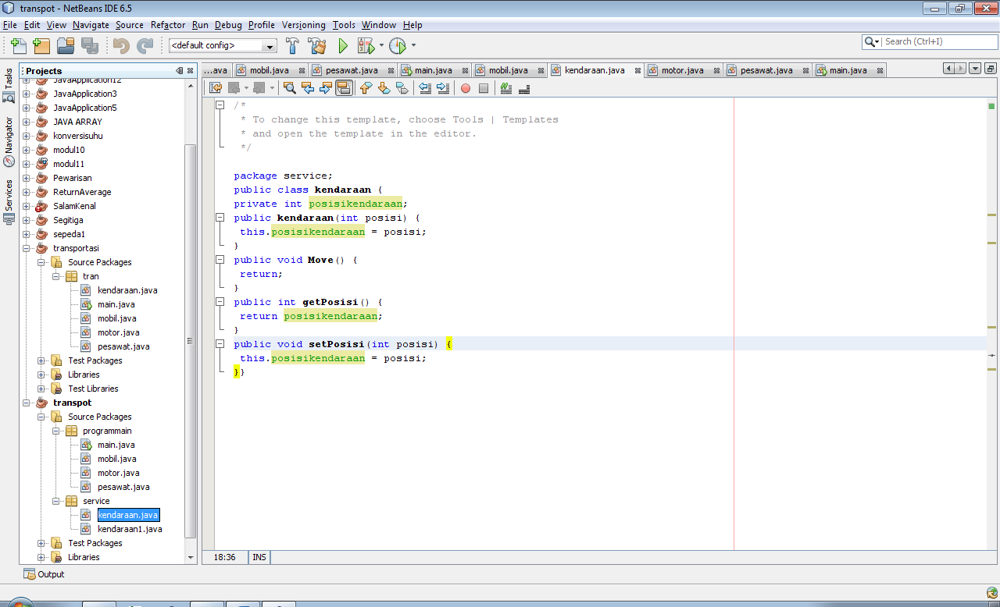 transpot - NetBeans IDE 6.5
File Edit View Navigate Source Refactor Run Debug Profile Versioning Tools Window Help
<default config>
Search (Ctrl+I)
Tasks
Navigator
Services
Projects
JavaApplication12
JavaApplication3
JavaApplication5
JAVA ARRAY
konversisuhu
modul10
modul11
Pewarisan
ReturnAverage
SalamKenal
Segitiga
sepeda1
transportasi
Source Packages
tran
kendaraan.java
main.java
mobil.java
motor.java
pesawat.java
Test Packages
Libraries
Test Libraries
transpot
Source Packages
programmain
main.java
mobil.java
motor.java
pesawat.java
service
kendaraan.java
kendaraan1.java
Test Packages
Libraries
...ava mobil.java pesawat.java main.java mobil.java kendaraan.java motor.java pesawat.java main.java
/*
* To change this template, choose Tools | Templates
* and open the template in the editor.
*/
package service;
public class kendaraan {
private int posisikendaraan;
public kendaraan(int posisi) {
this.posisikendaraan = posisi;
}
public void Move() {
return;
}
public int getPosisi() {
return posisikendaraan;
}
public void setPosisi(int posisi) {
this.posisikendaraan = posisi;
}}
18:36 INS
Output